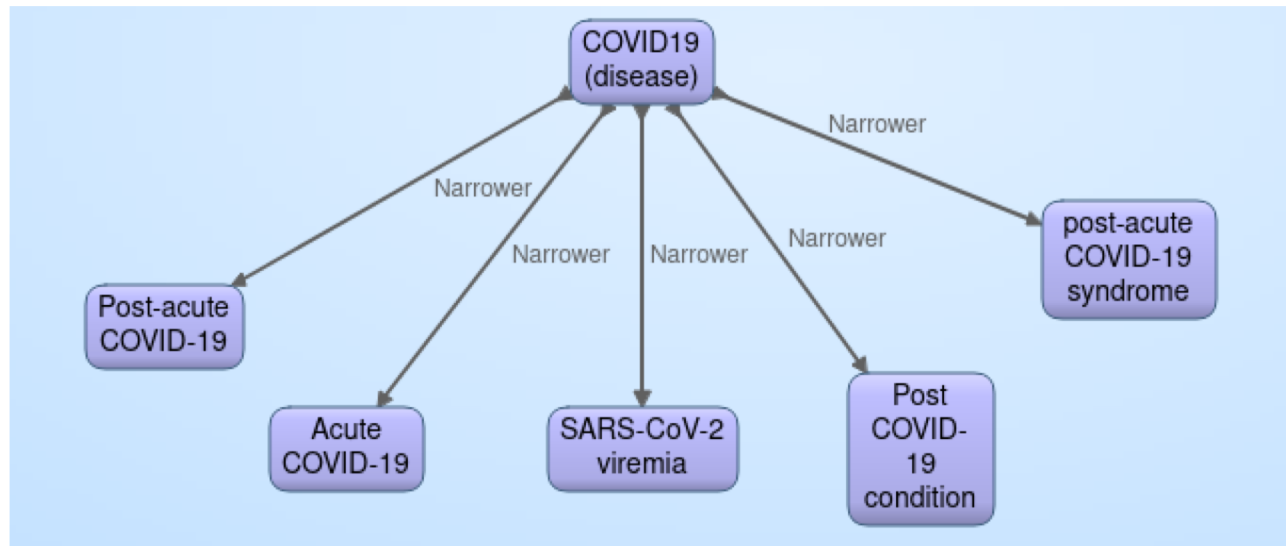 COVID19
(disease)
Narrower
Narrower
Narrower
Narrower
Narrower
post-acute
COVID-19
syndrome
Post-acute
COVID-19
Acute
COVID-19
SARS-CoV-2
viremia
Post
COVID-
19
condition